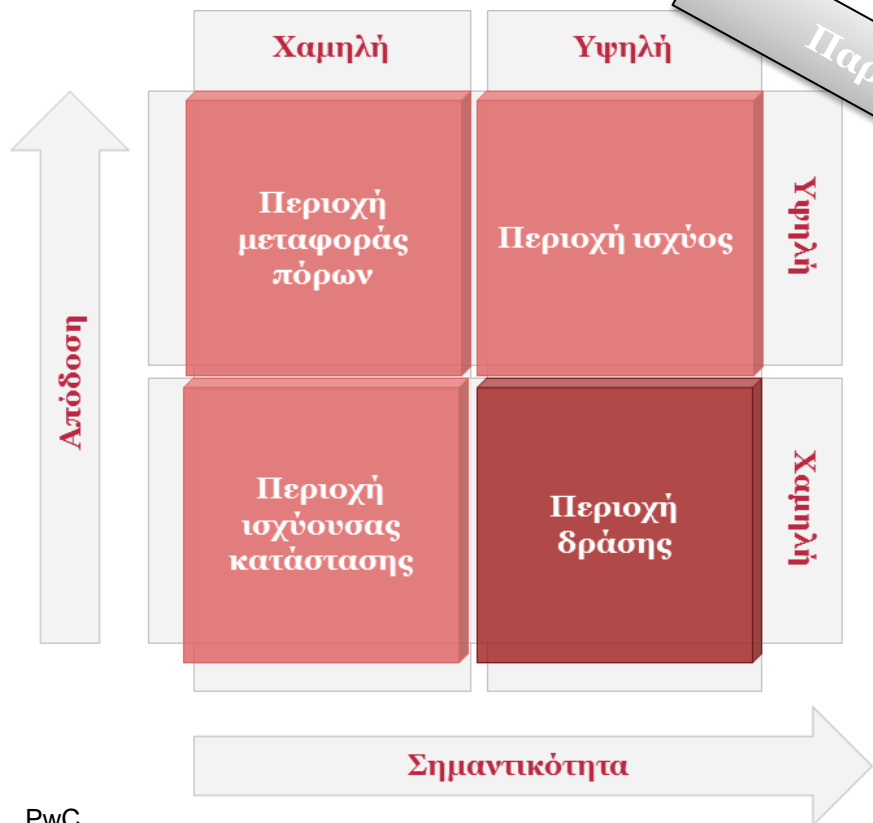 Χαμηλή
Υψηλή
Περιοχή
μεταφοράς
πόρων
Περιοχή ισχύος
Υψηλή
Απόδοση
Περιοχή
ισχύουσας
κατάστασης
Περιοχή
δράσης
Χαμηλή
Σημαντικότητα
PwC